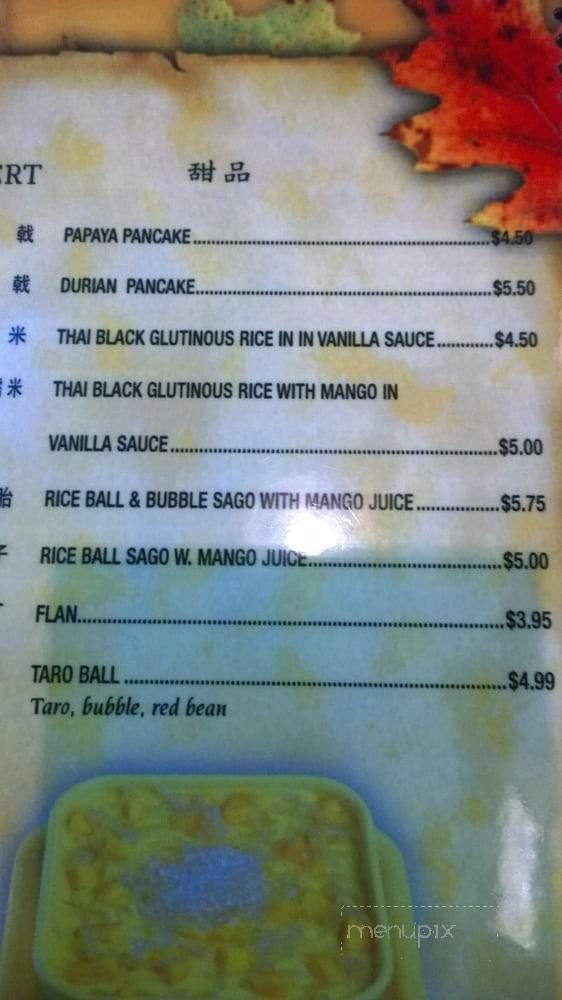 ERT 甜品
戟 PAPAYA PANCAKE........................$4.50
戟 DURIAN PANCAKE........................$5.50
米 THAI BLACK GLUTINOUS RICE IN IN VANILLA SAUCE............$4.50
米 THAI BLACK GLUTINOUS RICE WITH MANGO IN
VANILLA SAUCE........................$5.00
RICE BALL & BUBBLE SAGO WITH MANGO JUICE.................$5.75
RICE BALL SAGO W. MANGO JUICE........................$5.00
FLAN........................$3.95
TARO BALL ........................$4.99
Taro, bubble, red bean
menupix